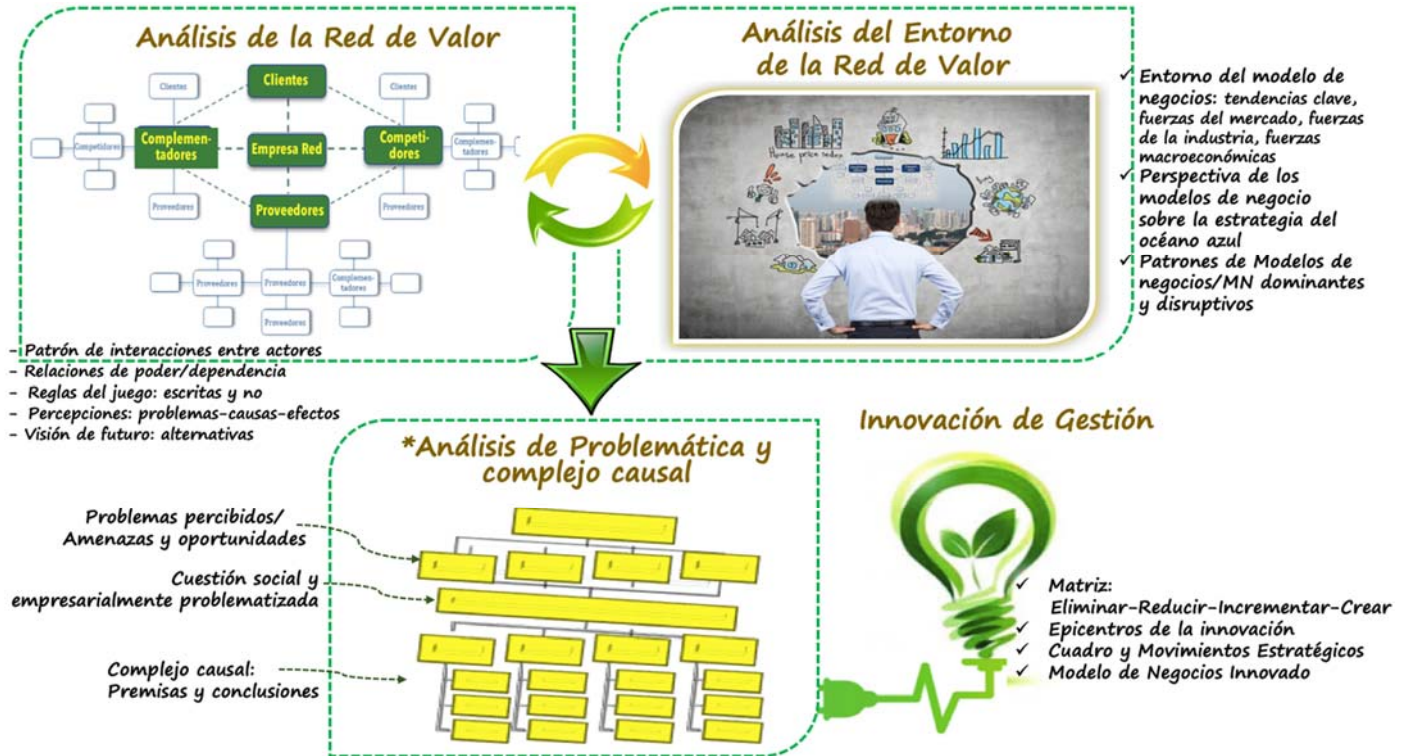 Análisis de la Red de Valor
Clientes
Clientes
Clientes
Competidores
Complemen-
tadores
Empresa Red
Competi-
dores
Complemen-
tadores
Proveedores
Proveedores
Proveedores
Proveedores
Proveedores
Complemen-
tadores
Proveedores
- Patrón de interacciones entre actores
- Relaciones de poder/dependencia
- Reglas del juego: escritas y no
- Percepciones: problemas-causas-efectos
- Visión de futuro: alternativas
Análisis del Entorno
de la Red de Valor
House price index
✓ Entorno del modelo de
negocios: tendencias clave,
fuerzas del mercado, fuerzas
de la industria, fuerzas
macroeconómicas
✓ Perspectiva de los
modelos de negocio
sobre la estrategia del
océano azul
✓ Patrones de Modelos de
negocios/MN dominantes
y disruptivos
*Análisis de Problemática y
complejo causal
Problemas percibidos/
Amenazas y oportunidades
Cuestión social y
empresarialmente problematizada
Complejo causal:
Premisas y conclusiones
Innovación de Gestión
✓ Matriz:
Eliminar-Reducir-Incrementar-Crear
✓ Epicentros de la innovación
✓ Cuadro y Movimientos Estratégicos
✓ Modelo de Negocios Innovado